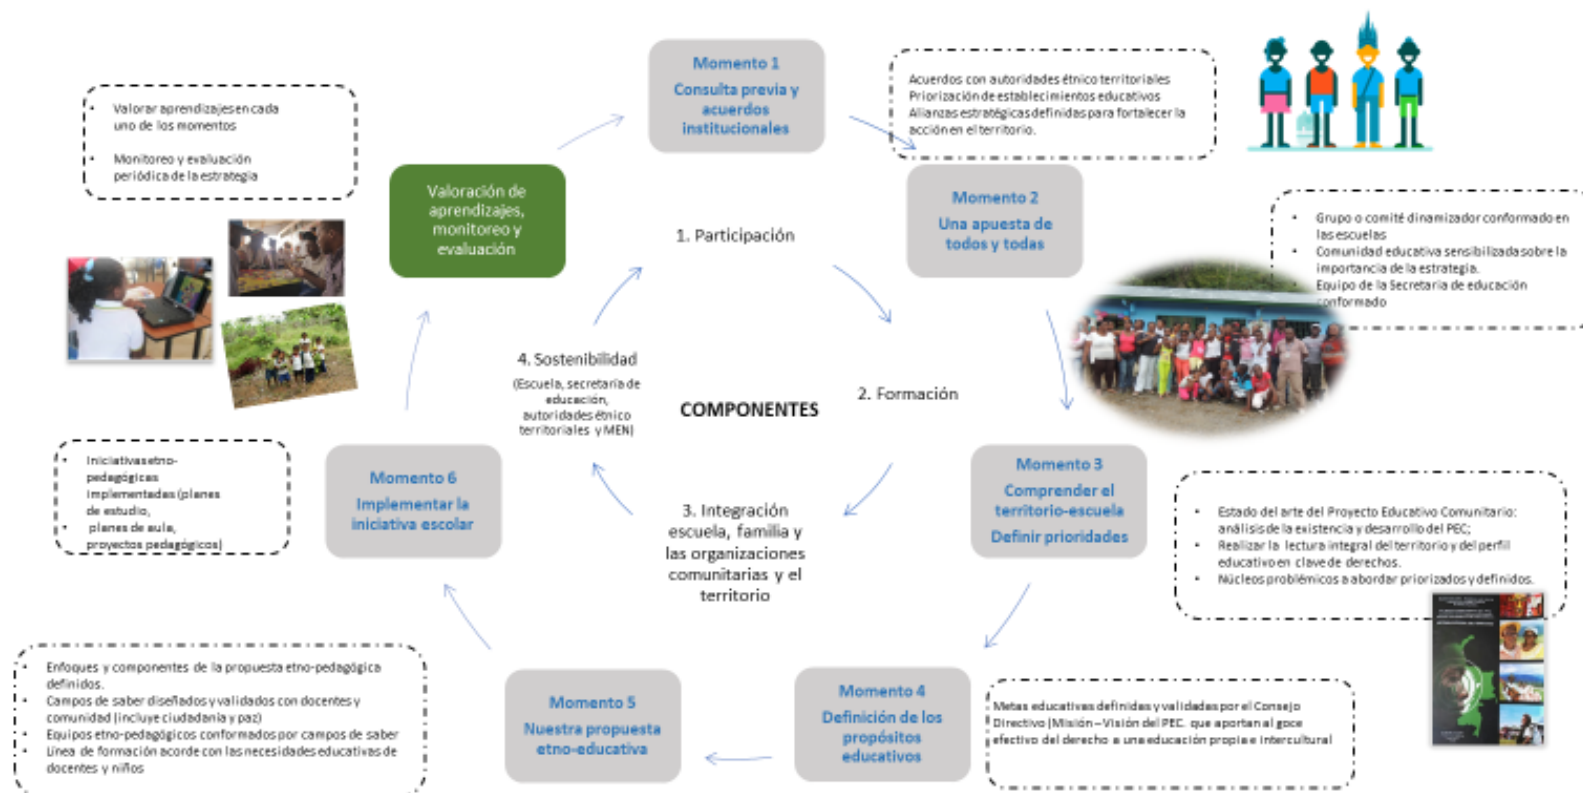 Momento 1
Consulta previa y
acuerdos
institucionales
Acuerdos con autoridades étnico territoriales
Priorización de establecimientos educativos
Alianzas estratégicas definidas para fortalecer la
acción en el territorio.
Momento 2
Una apuesta de
todos y todas
• Grupo o comité dinamizador conformado en
las escuelas
• Comunidad educativa sensibilizada sobre la
importancia de la estrategia.
Equipo de la Secretaria de educación
conformado
Momento 3
Comprender el
territorio-escuela
Definir prioridades
• Estado del arte del Proyecto Educativo Comunitario:
análisis de la existencia y desarrollo del PEC;
• Realizar la lectura integral del territorio y del perfil
educativo en clave de derechos.
• Núcleos problémicos a abordar priorizados y definidos.
Momento 4
Definición de los
propósitos
educativos
Metas educativas definidas y validadas por el Consejo
Directivo (Misión – Visión del PEC. que aportan al goce
efectivo del derecho a una educación propia e intercultural
Momento 5
Nuestra propuesta
etno-educativa
• Enfoques y componentes de la propuesta etno-pedagógica
definidos.
• Campos de saber diseñados y validados con docentes y
comunidad (incluye ciudadanía y paz)
• Equipos etno-pedagógicos conformados por campos de saber
• Línea de formación acorde con las necesidades educativas de
docentes y niños
Momento 6
Implementar la
iniciativa escolar
• Iniciativas etno-
pedagógicas
implementadas (planes
de estudio,
• planes de aula,
proyectos pedagógicos)
Valoración de
aprendizajes,
monitoreo y
evaluación
• Valorar aprendizajes en cada
uno de los momentos
• Monitoreo y evaluación
periódica de la estrategia
COMPONENTES
1. Participación
2. Formación
3. Integración
escuela, familia y
las organizaciones
comunitarias y el
territorio
4. Sostenibilidad
(Escuela, secretaría de
educación,
autoridades étnico
territoriales y MEN)